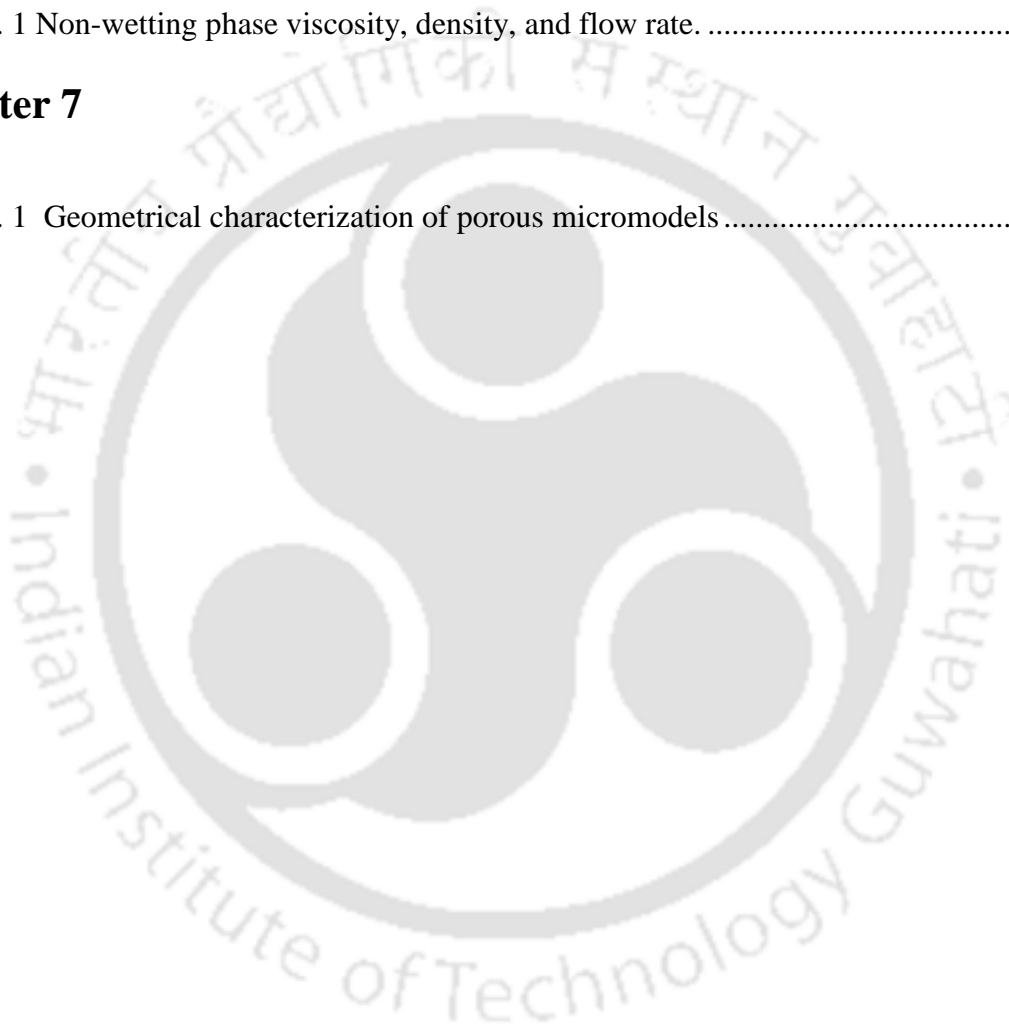 . 1 Non-wetting phase viscosity, density, and flow rate. .......................................
ter 7
. 1  Geometrical characterization of porous micromodels .....................................
भारतीय प्रौद्योगिकी संस्थान गुवाहाटी
• Indian Institute of Technology Guwahati •